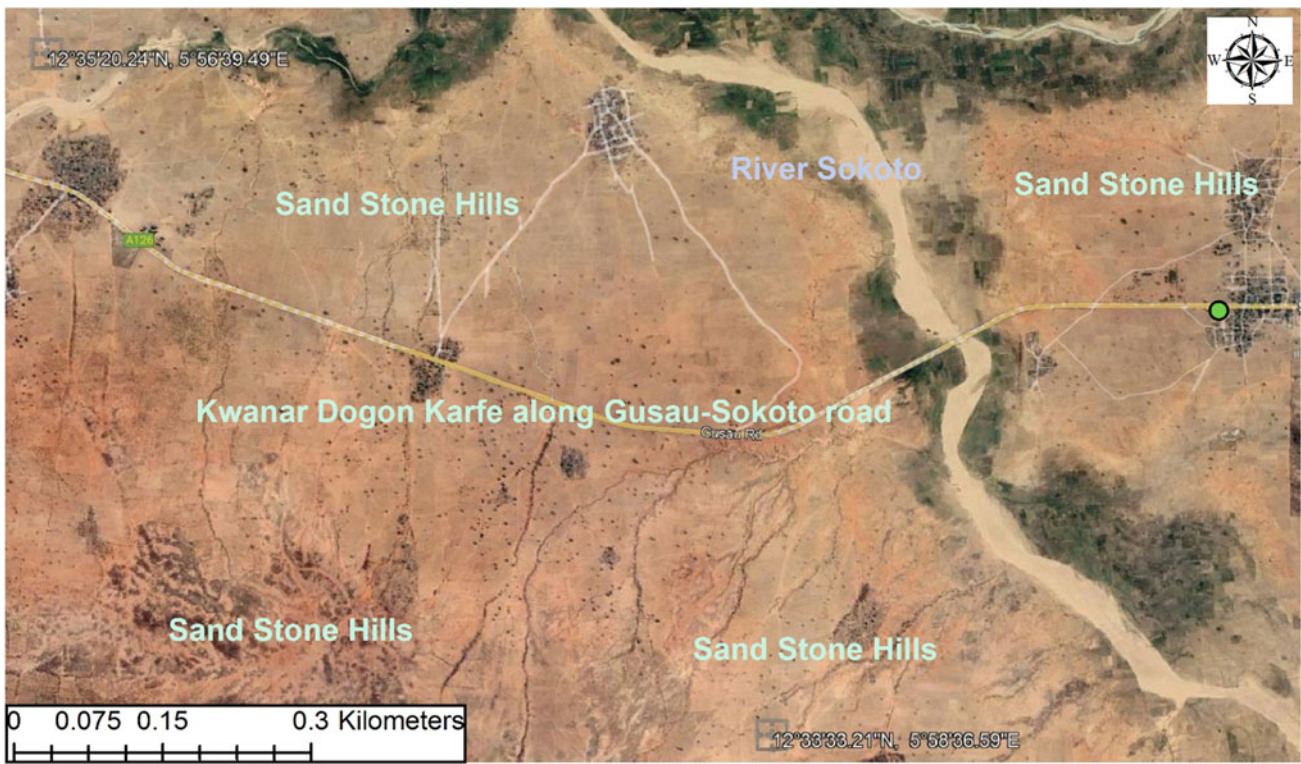 N
W E
S
12°35'20.24"N, 5°56'39.49"E
River Sokoto
Sand Stone Hills
Sand Stone Hills
A126
Kwanar Dogon Karfe along Gusau-Sokoto road
Gusau Rd
Sand Stone Hills
Sand Stone Hills
0 0.075 0.15 0.3 Kilometers
12°33'33.21"N, 5°58'36.59"E